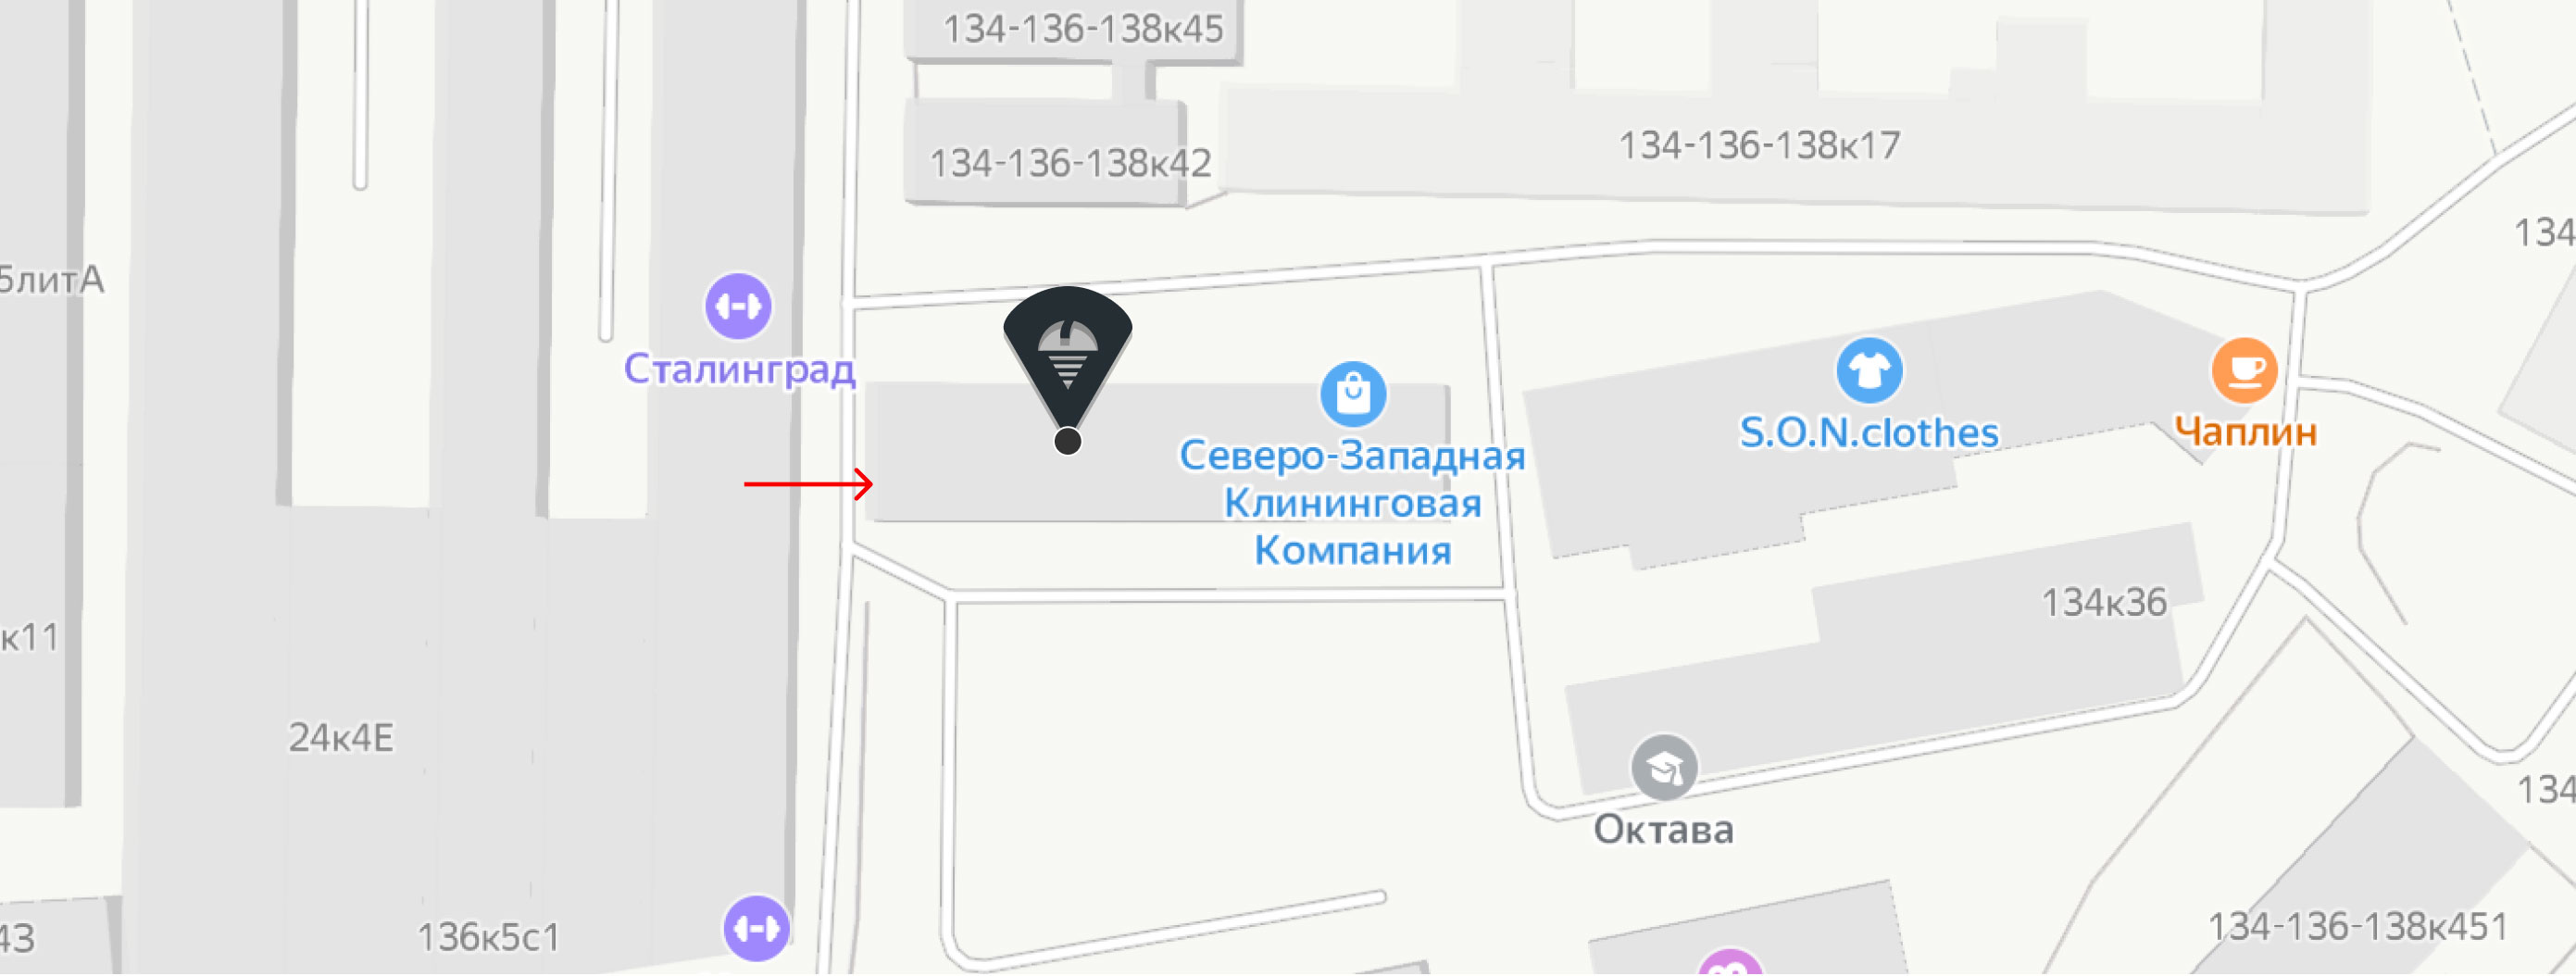 134-136-138к45
134-136-138к42
134-136-138к17
134
5литА
Сталинград
S.O.N.clothes
Чаплин
Северо-Западная
Клининговая
Компания
134к36
к11
24к4Е
134
Октава
43
136к5с1
134-136-138к451